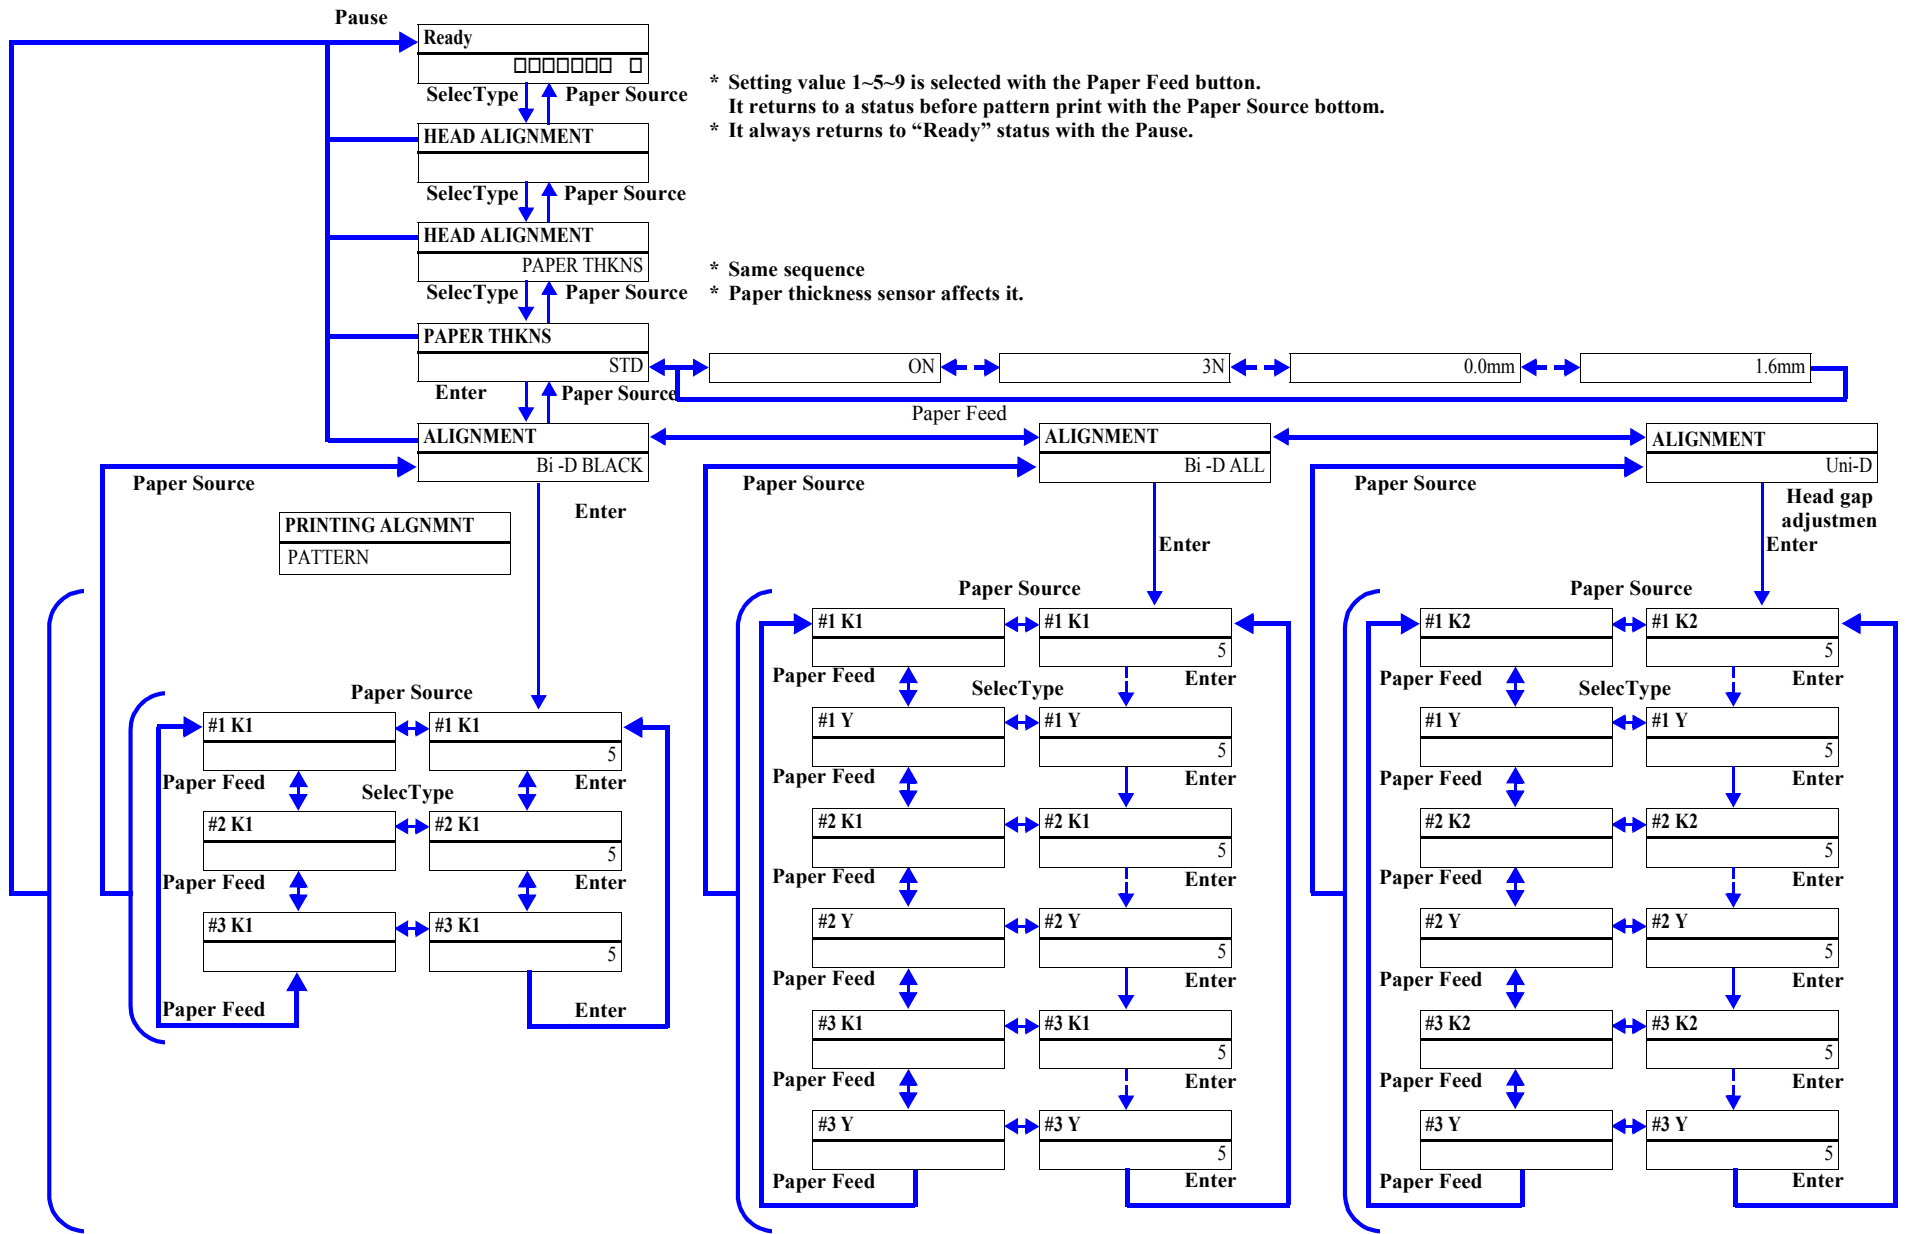 Pause
Ready
□□□□□□□ □
SelecType
Paper Source
* Setting value 1~5~9 is selected with the Paper Feed button.
It returns to a status before pattern print with the Paper Source bottom.
* It always returns to “Ready” status with the Pause.
HEAD ALIGNMENT
SelecType
Paper Source
HEAD ALIGNMENT
PAPER THKNS
SelecType
Paper Source
* Same sequence
* Paper thickness sensor affects it.
PAPER THKNS
STD
ON
3N
0.0mm
1.6mm
Enter
Paper Source
Paper Feed
ALIGNMENT
Bi -D BLACK
ALIGNMENT
Bi -D ALL
ALIGNMENT
Uni-D
Paper Source
Enter
Paper Source
Enter
Paper Source
Head gap
adjustmen
Enter
PRINTING ALGNMNT
PATTERN
Paper Source
#1 K1
#1 K1
5
Paper Feed
Enter
SelecType
#2 K1
#2 K1
5
Paper Feed
Enter
#3 K1
#3 K1
5
Paper Feed
Enter
Paper Source
#1 K1
#1 K1
5
Paper Feed
Enter
SelecType
#1 Y
#1 Y
5
Paper Feed
Enter
#2 K1
#2 K1
5
Paper Feed
Enter
#2 Y
#2 Y
5
Paper Feed
Enter
#3 K1
#3 K1
5
Paper Feed
Enter
#3 Y
#3 Y
5
Paper Feed
Enter
Paper Source
#1 K2
#1 K2
5
Paper Feed
Enter
SelecType
#1 Y
#1 Y
5
Paper Feed
Enter
#2 K2
#2 K2
5
Paper Feed
Enter
#2 Y
#2 Y
5
Paper Feed
Enter
#3 K2
#3 K2
5
Paper Feed
Enter
#3 Y
#3 Y
5
Paper Feed
Enter